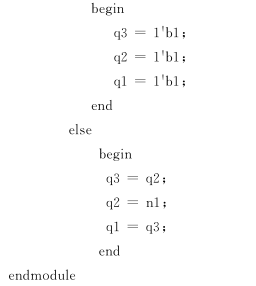 begin
q3 = 1'b1;
q2 = 1'b1;
q1 = 1'b1;
end
else
begin
q3 = q2;
q2 = n1;
q1 = q3;
end
endmodule